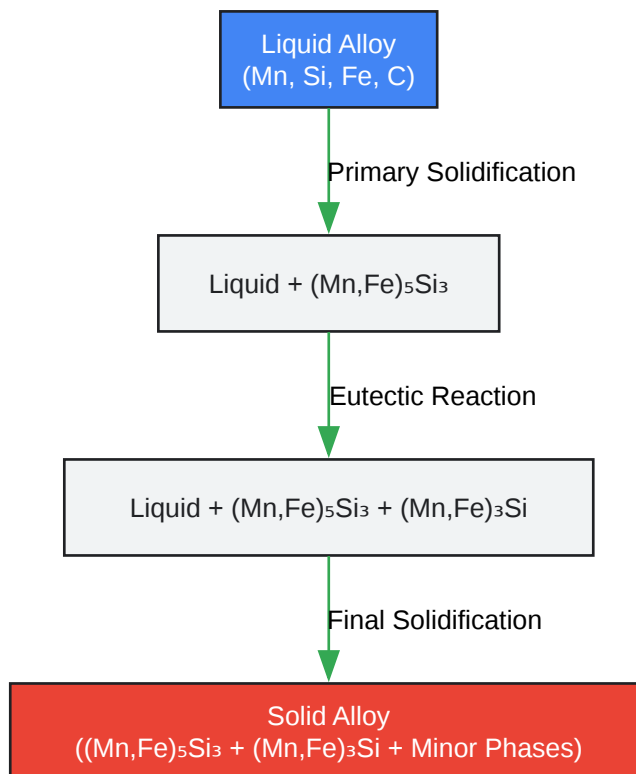 Liquid Alloy
(Mn, Si, Fe, C)
Primary Solidification
Liquid + (Mn,Fe)₅Si₃
Eutectic Reaction
Liquid + (Mn,Fe)₅Si₃ + (Mn,Fe)₃Si
Final Solidification
Solid Alloy
((Mn,Fe)₅Si₃ + (Mn,Fe)₃Si + Minor Phases)